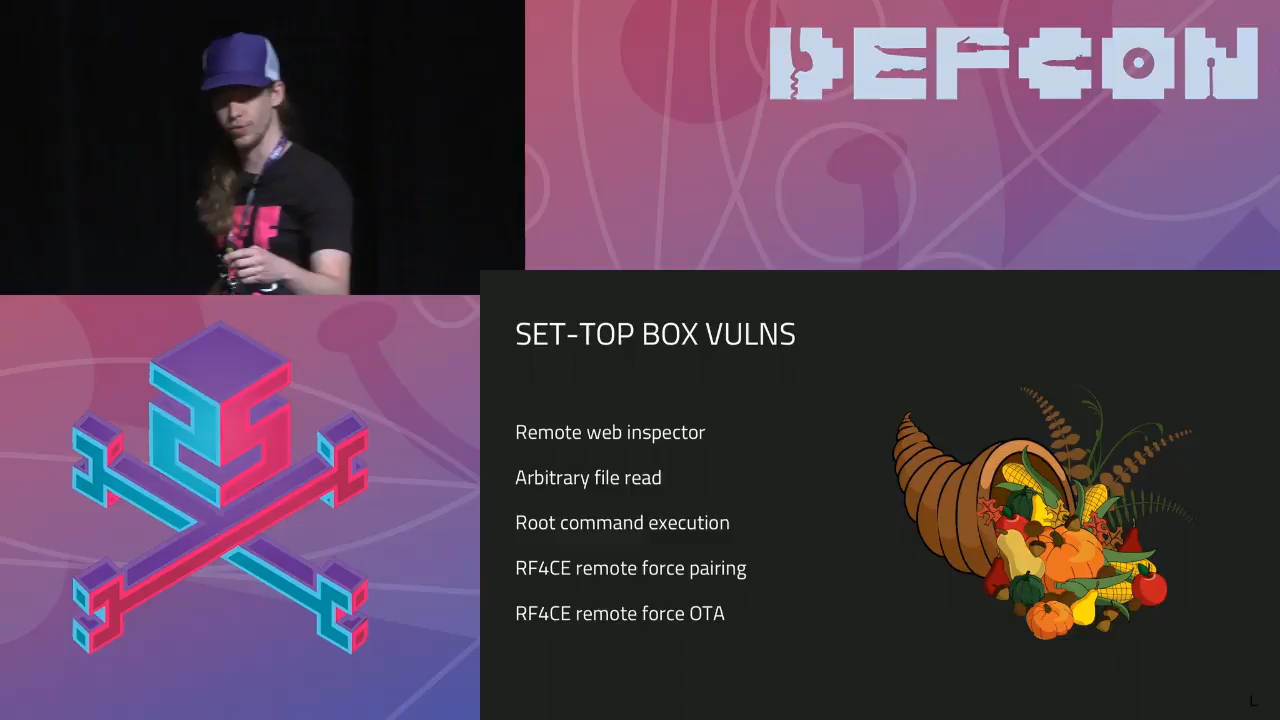 DEFCON
25
SET-TOP BOX VULNS
Remote web inspector
Arbitrary file read
Root command execution
RF4CE remote force pairing
RF4CE remote force OTA